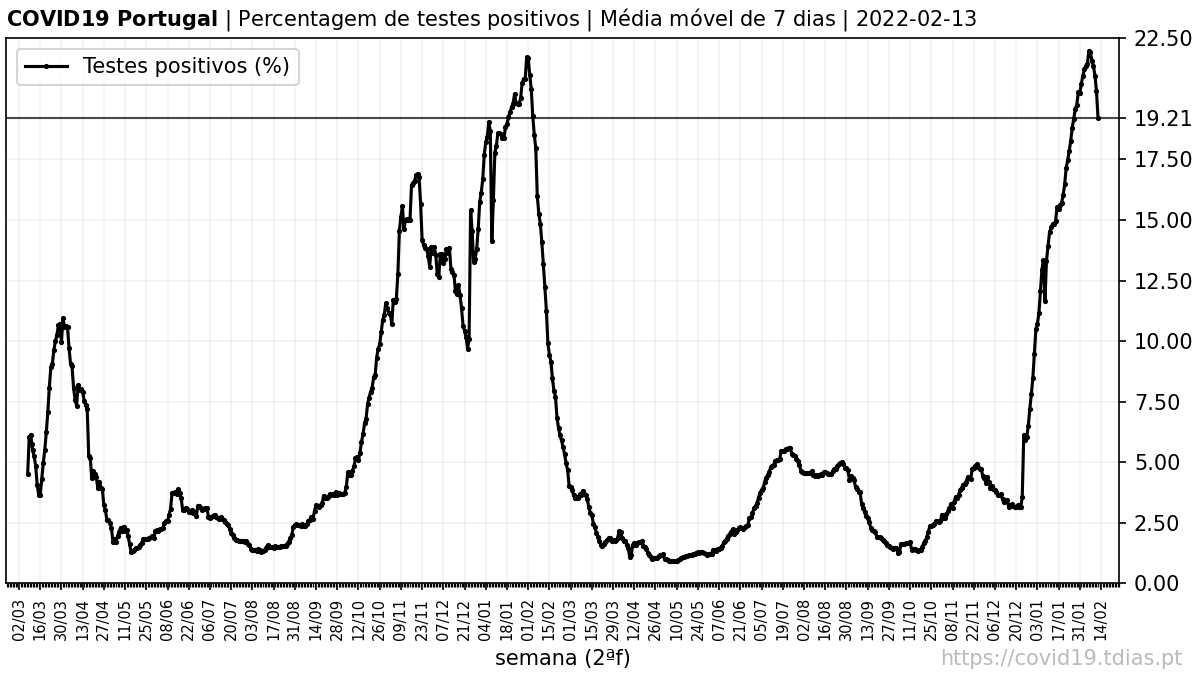 COVID19 Portugal | Percentagem de testes positivos | Média móvel de 7 dias | 2022-02-13
Testes positivos (%)
22.50
19.21
17.50
15.00
12.50
10.00
7.50
5.00
2.50
0.00
02/03 16/03 30/03 13/04 27/04 11/05 25/05 08/06 22/06 06/07 20/07 03/08 17/08 31/08 14/09 28/09 12/10 26/10 09/11 23/11 07/12 21/12 04/01 18/01 01/02 15/02 01/03 15/03 29/03 12/04 26/04 10/05 24/05 07/06 21/06 05/07 19/07 02/08 16/08 30/08 13/09 27/09 11/10 25/10 08/11 22/11 06/12 20/12 03/01 17/01 31/01 14/02
semana (2ªf)
https://covid19.tdias.pt